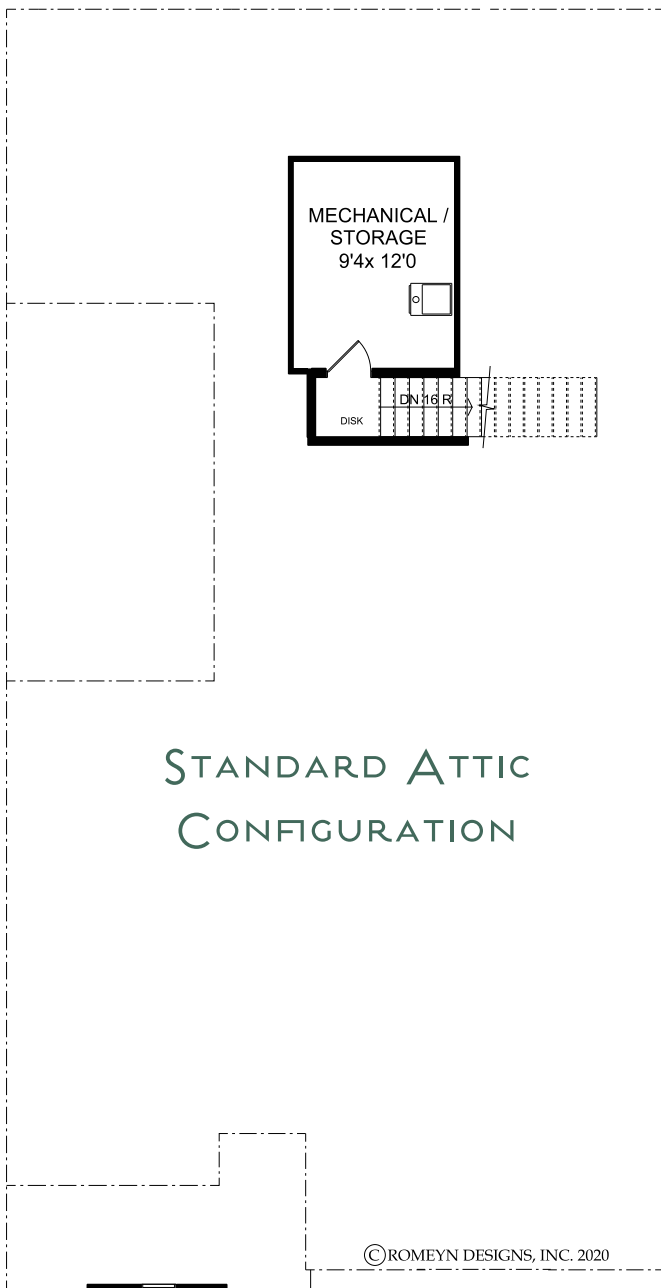 MECHANICAL /
STORAGE
9'4x 12'0
DN 16 R
DISK
STANDARD ATTIC
CONFIGURATION
© ROMEYN DESIGNS, INC. 2020